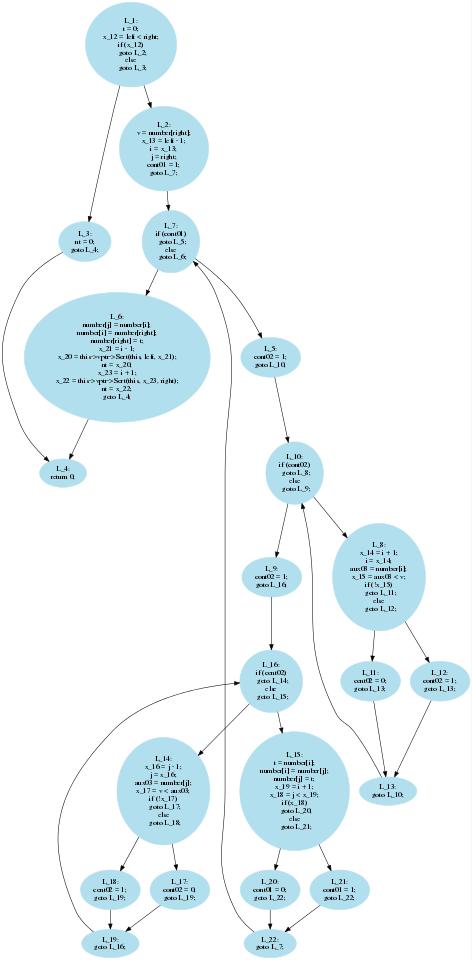 L_1:
t = 0;
x_12 = left < right;
if (x_12)
goto L_2;
else
goto L_3;
L_2:
v = number[right];
x_13 = left - 1;
i = x_13;
j = right;
cont01 = 1;
goto L_7;
L_3:
nt = 0;
goto L_4;
L_7:
if (cont01)
goto L_5;
else
goto L_6;
L_6:
number[j] = number[i];
number[i] = number[right];
number[right] = t;
x_21 = i - 1;
x_20 = this->vptr->Sort(this, left, x_21);
nt = x_20;
x_23 = i + 1;
x_22 = this->vptr->Sort(this, x_23, right);
nt = x_22;
goto L_4;
L_5:
cont02 = 1;
goto L_10;
L_4:
return 0;
L_10:
if (cont02)
goto L_8;
else
goto L_9;
L_8:
x_14 = i + 1;
i = x_14;
aux03 = number[i];
x_15 = aux03 < v;
if (!x_15)
goto L_11;
else
goto L_12;
L_9:
cont02 = 1;
goto L_16;
L_16:
if (cont02)
goto L_14;
else
goto L_15;
L_11:
cont02 = 0;
goto L_13;
L_12:
cont02 = 1;
goto L_13;
L_14:
x_16 = j - 1;
j = x_16;
aux03 = number[j];
x_17 = v < aux03;
if (!x_17)
goto L_17;
else
goto L_18;
L_15:
t = number[i];
number[i] = number[j];
number[j] = t;
x_19 = i + 1;
x_18 = j < x_19;
if (x_18)
goto L_20;
else
goto L_21;
L_13:
goto L_10;
L_18:
cont02 = 1;
goto L_19;
L_17:
cont02 = 0;
goto L_19;
L_20:
cont01 = 0;
goto L_22;
L_21:
cont01 = 1;
goto L_22;
L_19:
goto L_16;
L_22:
goto L_7;